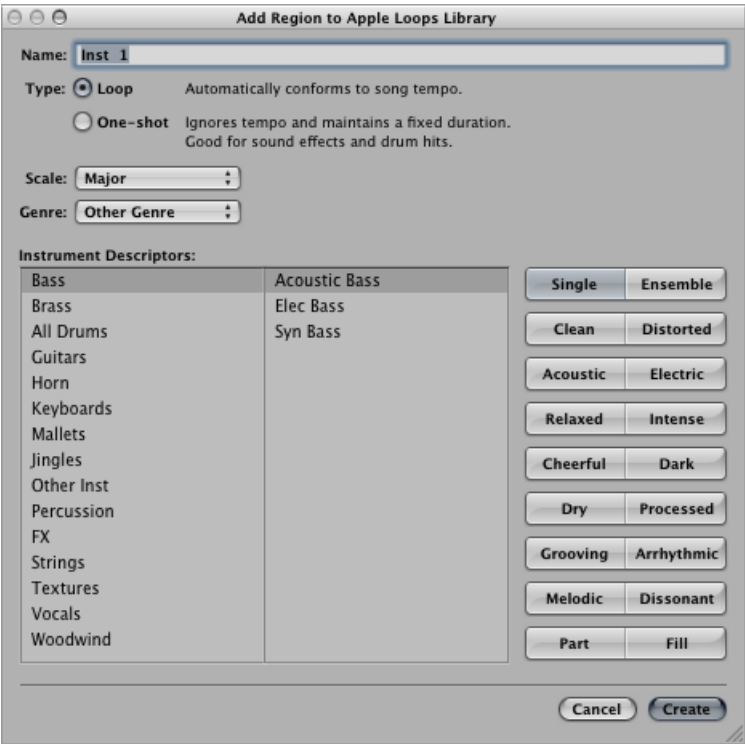 Add Region to Apple Loops Library
Name: Inst 1
Type: Loop Automatically conforms to song tempo.
One-shot Ignores tempo and maintains a fixed duration.
Good for sound effects and drum hits.
Scale: Major
Genre: Other Genre
Instrument Descriptors:
Bass
Brass
All Drums
Guitars
Horn
Keyboards
Mallets
Jingles
Other Inst
Percussion
FX
Strings
Textures
Vocals
Woodwind
Acoustic Bass
Elec Bass
Syn Bass
Single Ensemble
Clean Distorted
Acoustic Electric
Relaxed Intense
Cheerful Dark
Dry Processed
Grooving Arrhythmic
Melodic Dissonant
Part Fill
Cancel Create